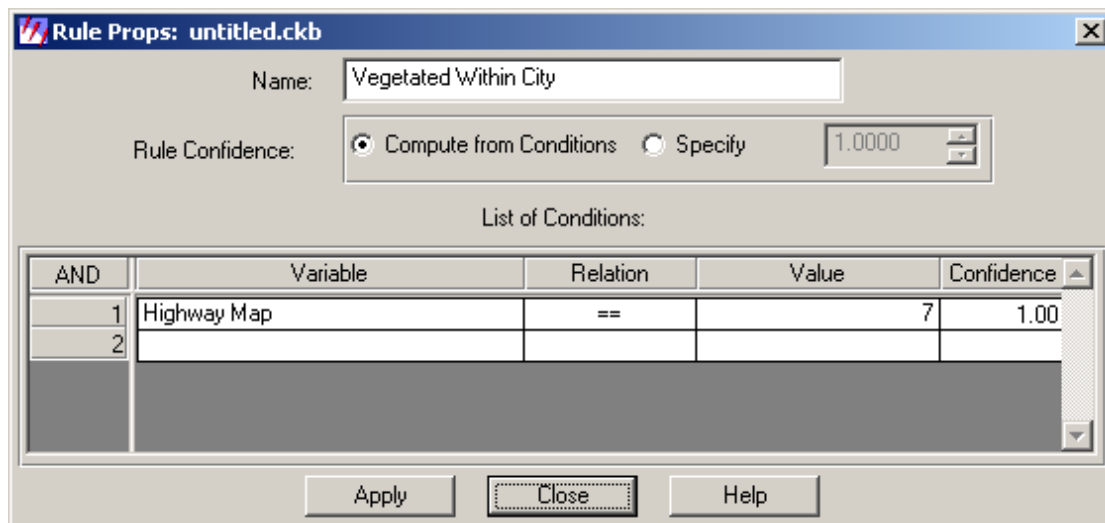 Rule Props: untitled.ckb
Name: Vegetated Within City
Rule Confidence: Compute from Conditions Specify 1.0000
List of Conditions:
AND Variable Relation Value Confidence
1 Highway Map == 7 1.00
2
Apply Close Help